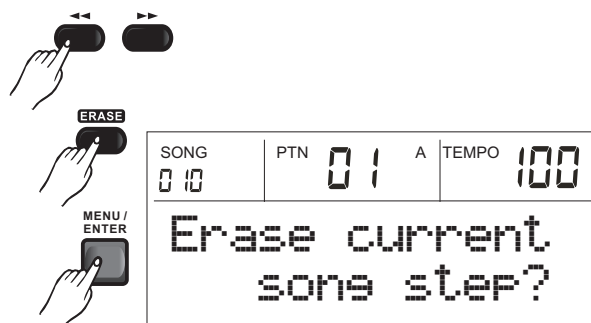 ◄◄ ►►
ERASE
MENU /
ENTER
SONG PTN A TEMPO
010 01 100
Erase current
song step?